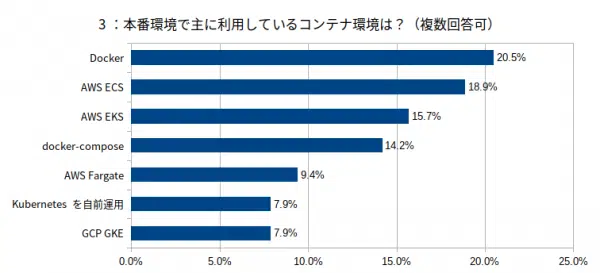 3 ：本番環境で主に利用しているコンテナ環境は？（複数回答可）
Docker 20.5%
AWS ECS 18.9%
AWS EKS 15.7%
docker-compose 14.2%
AWS Fargate 9.4%
Kubernetes を自前運用 7.9%
GCP GKE 7.9%
0.0% 5.0% 10.0% 15.0% 20.0% 25.0%